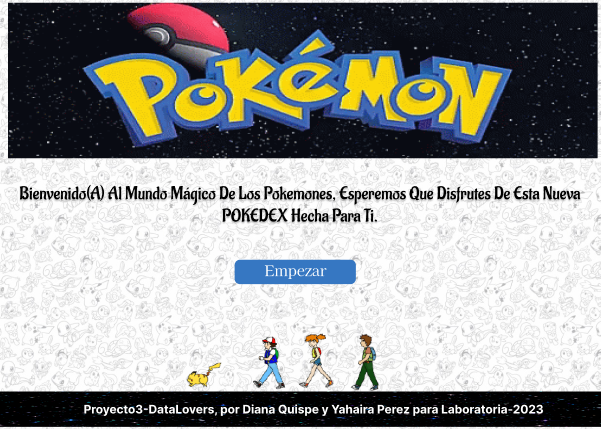 POKÉMON
Bienvenido(A) Al Mundo Mágico De Los Pokemones, Esperemos Que Disfrutes De Esta Nueva
POKEDEX Hecha Para Ti.
Empezar
Proyecto3-DataLovers, por Diana Quispe y Yahaira Perez para Laboratoria-2023